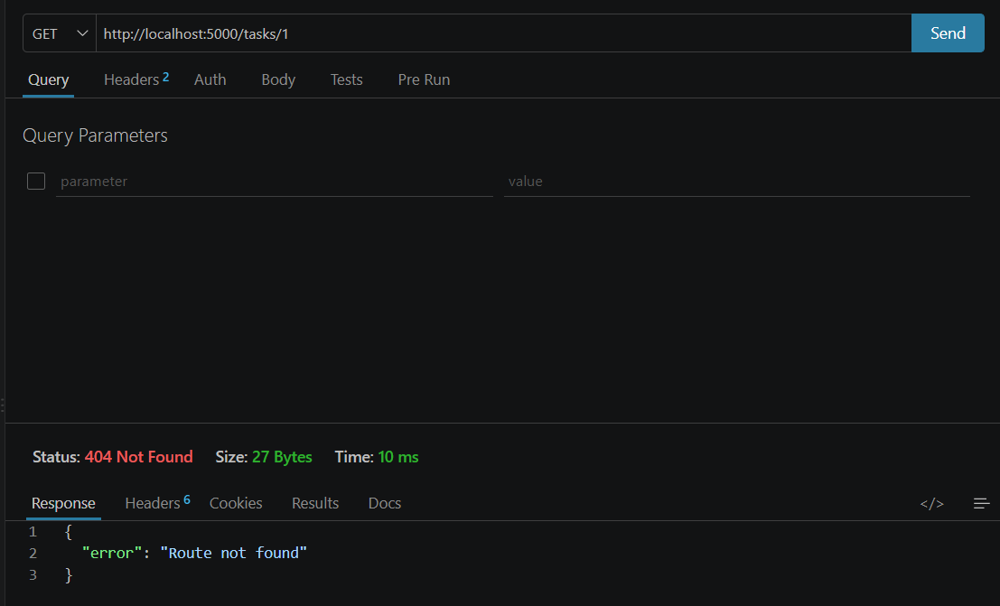 GET http://localhost:5000/tasks/1 Send
Query Headers 2 Auth Body Tests Pre Run
Query Parameters
parameter value
Status: 404 Not Found Size: 27 Bytes Time: 10 ms
Response Headers 6 Cookies Results Docs </>
1 {
2 "error": "Route not found"
3 }